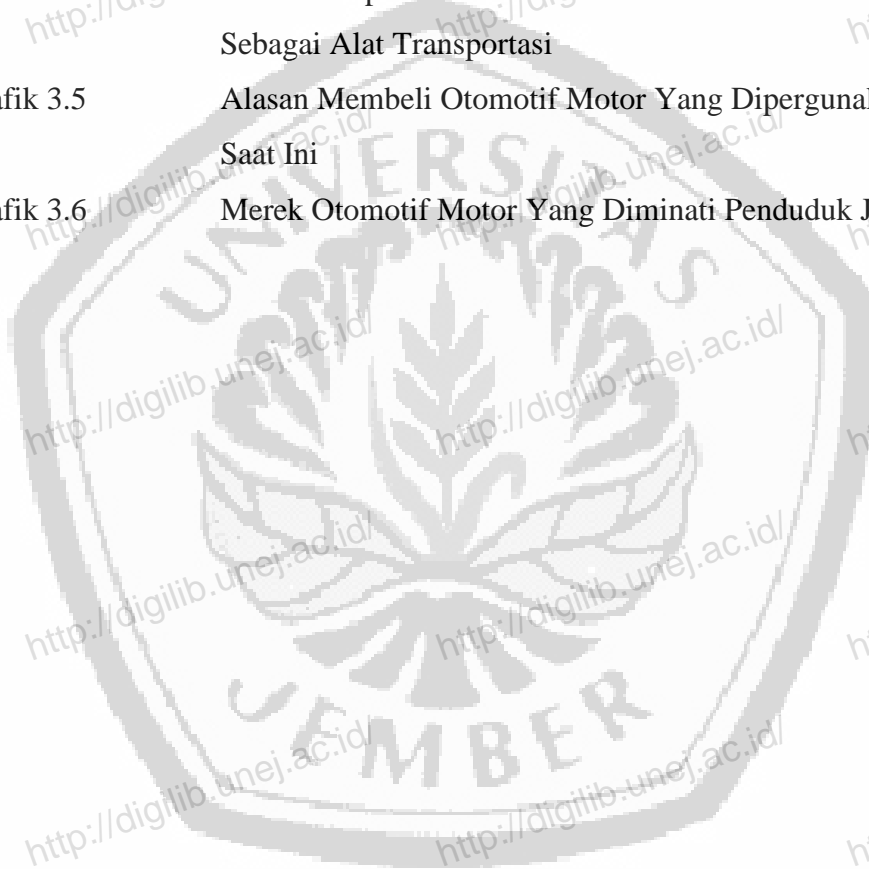 Sebagai Alat Transportasi
afik 3.5 Alasan Membeli Otomotif Motor Yang Dipergunak
Saat Ini
afik 3.6 Merek Otomotif Motor Yang Diminati Penduduk J
UNIVERSITAS
JEMBER
http://digilib.unej.ac.id/
http://digilib.unej.ac.id/
http://digilib.unej.ac.id/
http://digilib.unej.ac.id/
http://digilib.unej.ac.id/
http://digilib.unej.ac.id/
http://digilib.unej.ac.id/
http://digilib.unej.ac.id/